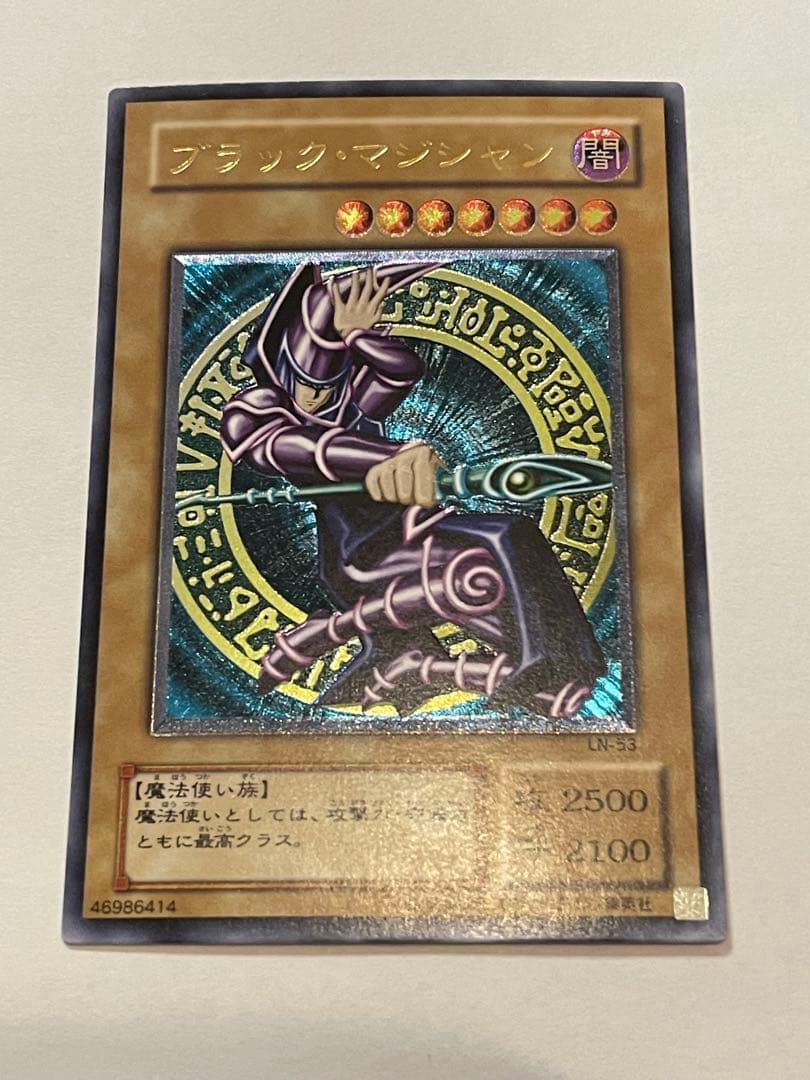 ブラック・マジシャン
闇
LN-53
【魔法使い族】
魔法使いとしては、攻撃力・守備力
ともに最高クラス。
攻 2500
守 2100
46986414
集英社